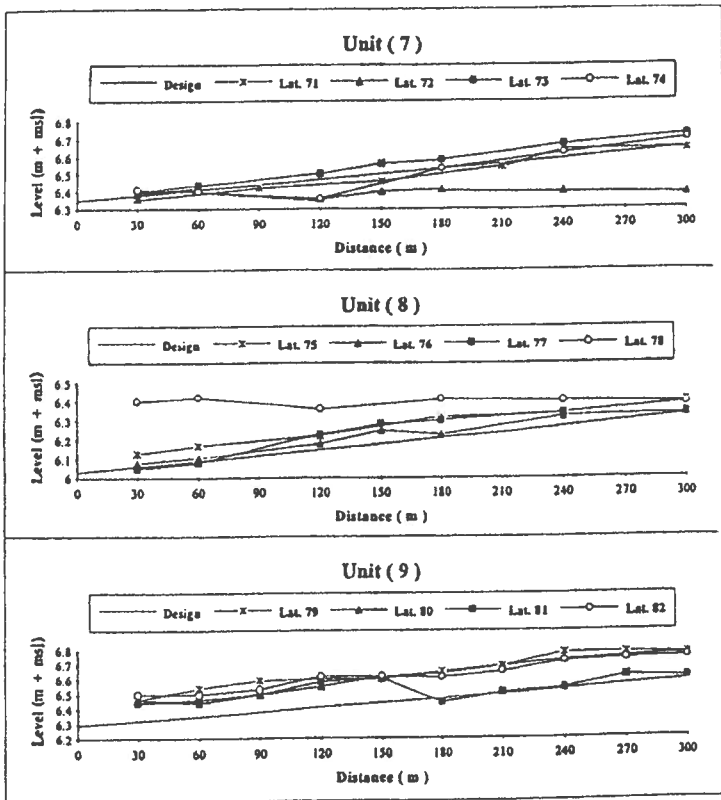 Unit ( 7 )
Design Lat. 71 Lat. 72 Lat. 73 Lat. 74
Level (m + msl)
6.8
6.7
6.6
6.5
6.4
6.3
0 30 60 90 120 150 180 210 240 270 300
Distance ( m )
Unit ( 8 )
Design Lat. 75 Lat. 76 Lat. 77 Lat. 78
Level (m + msl)
6.5
6.4
6.3
6.2
6.1
6
0 30 60 90 120 150 180 210 240 270 300
Distance ( m )
Unit ( 9 )
Design Lat. 79 Lat. 80 Lat. 81 Lat. 82
Level (m + msl)
6.8
6.7
6.6
6.5
6.4
6.3
6.2
0 30 60 90 120 150 180 210 240 270 300
Distance ( m )